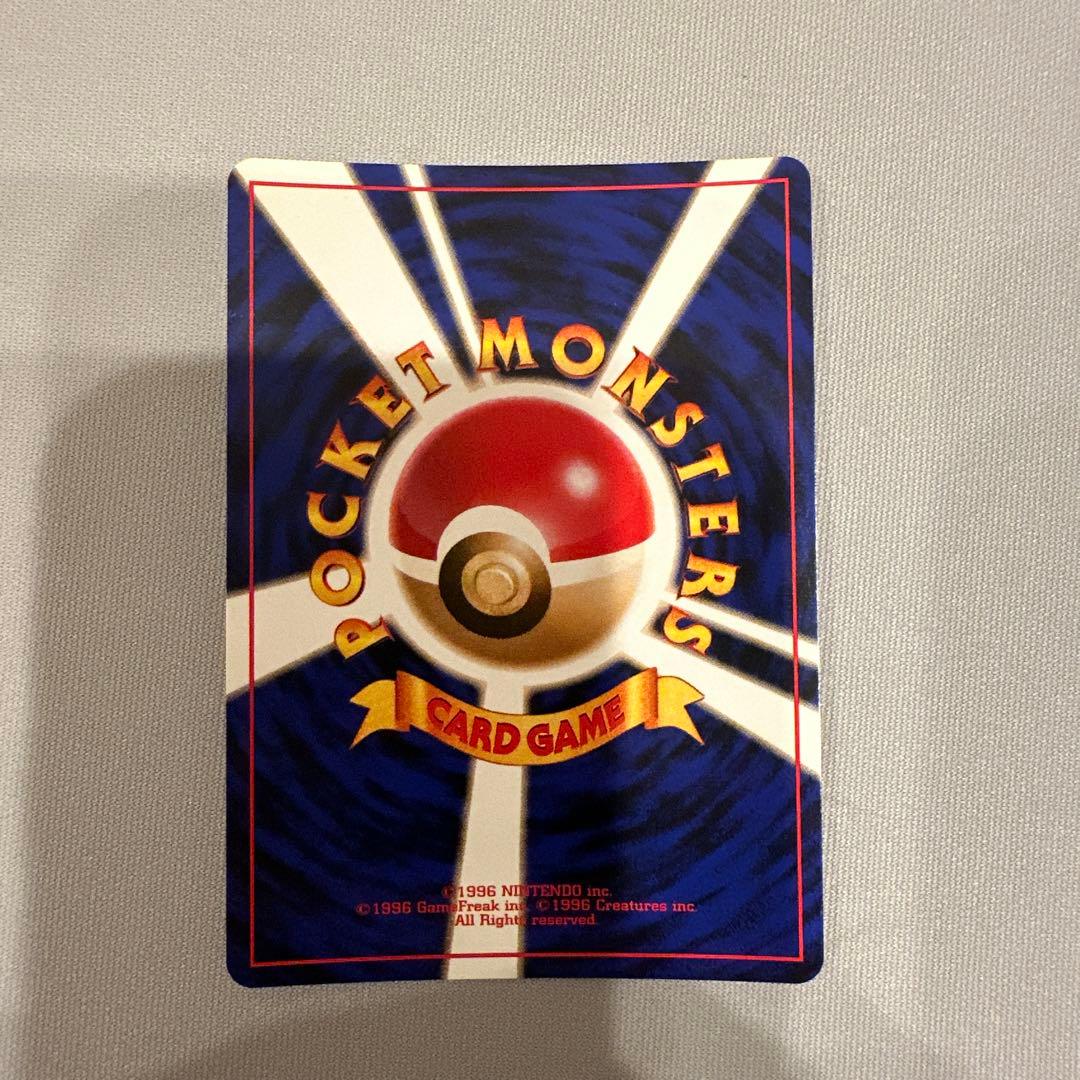 POCKET MONSTERS
CARD GAME
©1996 NINTENDO inc.
©1996 GameFreak inc. ©1996 Creatures inc.
All Rights reserved.